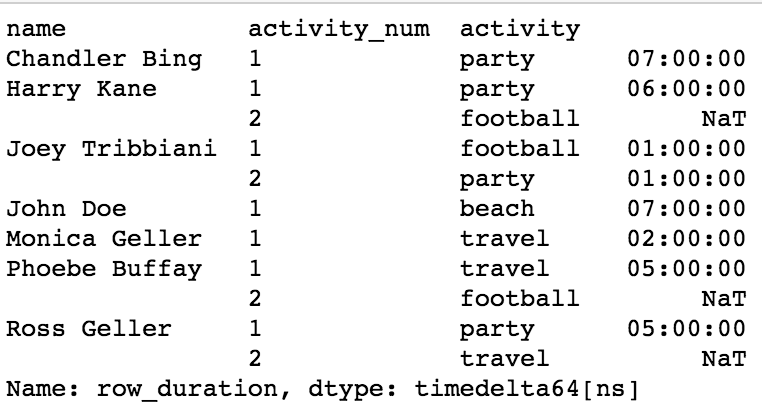 name activity_num activity
Chandler Bing 1 party 07:00:00
Harry Kane 1 party 06:00:00
2 football NaT
Joey Tribbiani 1 football 01:00:00
2 party 01:00:00
John Doe 1 beach 07:00:00
Monica Geller 1 travel 02:00:00
Phoebe Buffay 1 travel 05:00:00
2 football NaT
Ross Geller 1 party 05:00:00
2 travel NaT
Name: row_duration, dtype: timedelta64[ns]